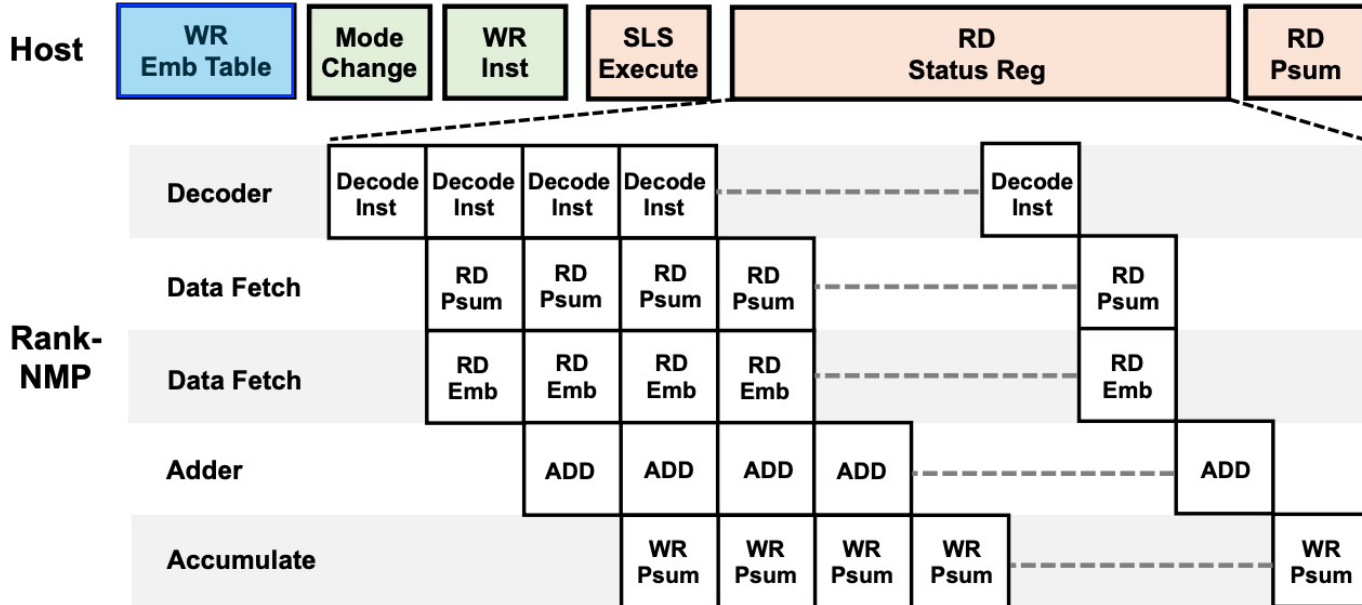 Host
WR
Emb Table
Mode
Change
WR
Inst
SLS
Execute
RD
Status Reg
RD
Psum
Rank-
NMP
Decoder
Decode
Inst
Decode
Inst
Decode
Inst
Decode
Inst
Decode
Inst
Data Fetch
RD
Psum
RD
Psum
RD
Psum
RD
Psum
RD
Psum
Data Fetch
RD
Emb
RD
Emb
RD
Emb
RD
Emb
RD
Emb
Adder
ADD
ADD
ADD
ADD
ADD
Accumulate
WR
Psum
WR
Psum
WR
Psum
WR
Psum
WR
Psum